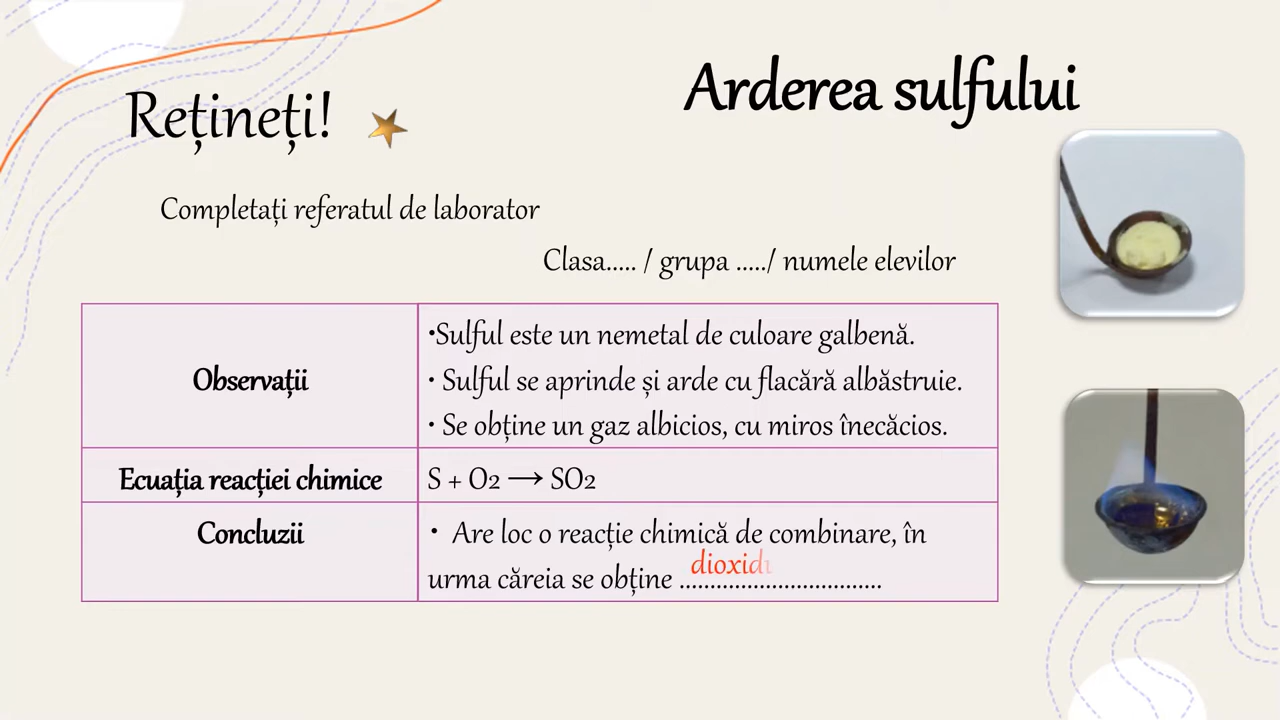 Arderea sulfului
Rețineți!
Completați referatul de laborator
Clasa..... / grupa ...../ numele elevilor
Observații
•Sulful este un nemetal de culoare galbenă.
• Sulful se aprinde și arde cu flacără albăstruie.
• Se obține un gaz albicios, cu miros înecăcios.
Ecuația reacției chimice
S + O2 → SO2
Concluzii
• Are loc o reacție chimică de combinare, în
dioxidu
urma căreia se obține .................................